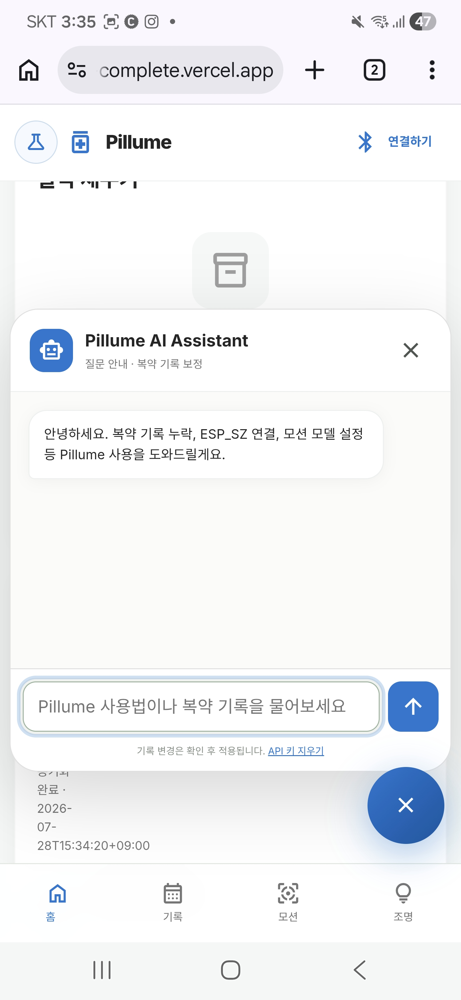 SKT 3:35
47
complete.vercel.app
2
Pillume
연결하기
Pillume AI Assistant
질문 안내 · 복약 기록 보정
안녕하세요. 복약 기록 누락, ESP_SZ 연결, 모션 모델 설정
등 Pillume 사용을 도와드릴게요.
Pillume 사용법이나 복약 기록을 물어보세요
기록 변경은 확인 후 적용됩니다. API 키 지우기
완료 ·
2026-
07-
28T15:34:20+09:00
홈
기록
모션
조명